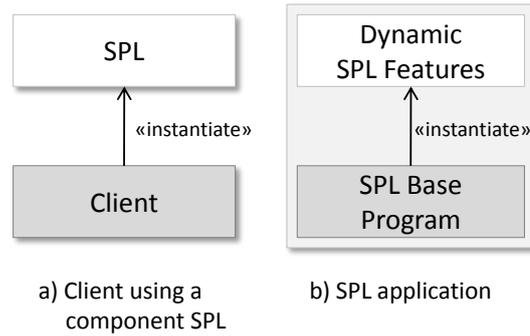 SPL
«instantiate»
Client
a) Client using a
component SPL
Dynamic
SPL Features
«instantiate»
SPL Base
Program
b) SPL application